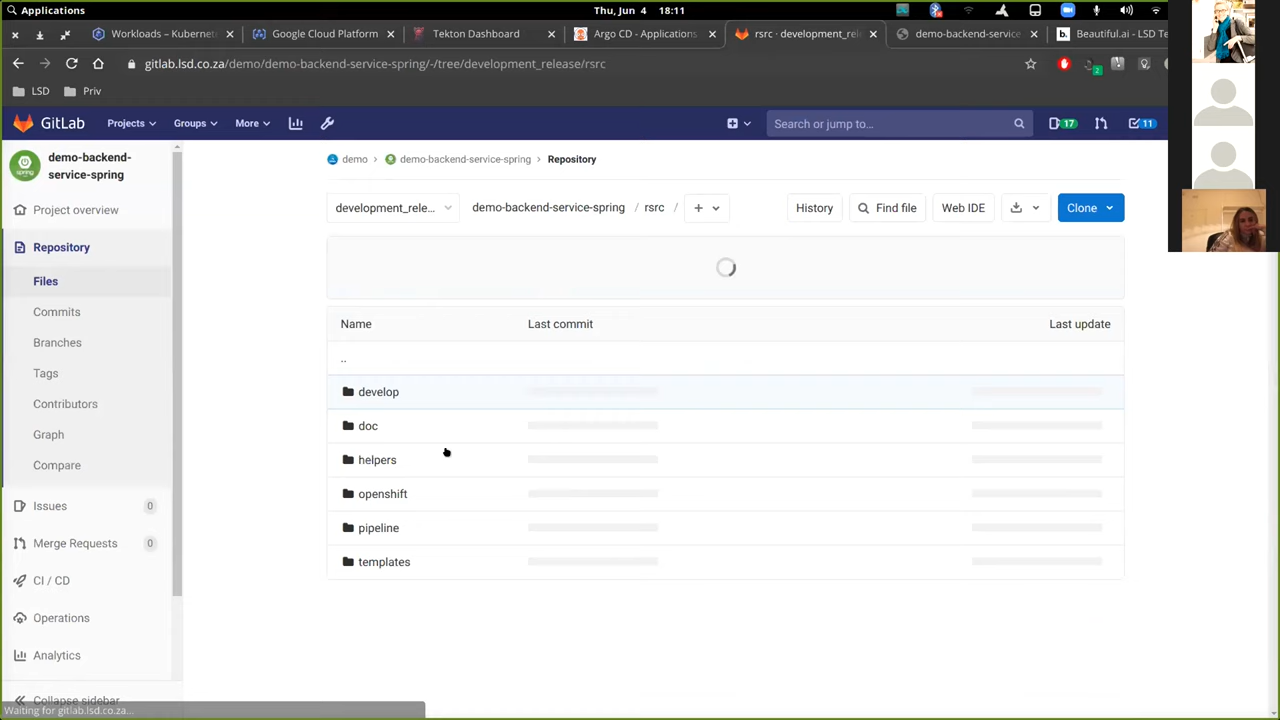 Applications
Thu, Jun 4 18:11
Workloads – Kubernet
Google Cloud Platform
Tekton Dashboard
Argo CD - Applications
rsrc · development_rele
demo-backend-service
b. Beautiful.ai - LSD Te
gitlab.lsd.co.za/demo/demo-backend-service-spring/-/tree/development_release/rsrc
2
LSD
Priv
GitLab
Projects
Groups
More
Search or jump to...
17
11
demo-backend-
service-spring
spring
Project overview
Repository
Files
Commits
Branches
Tags
Contributors
Graph
Compare
Issues 0
Merge Requests 0
CI / CD
Operations
Analytics
Collapse sidebar
Waiting for gitlab.lsd.co.za...
demo
demo-backend-service-spring
Repository
development_rele...
demo-backend-service-spring / rsrc / +
History
Find file
Web IDE
Clone
Name Last commit Last update
..
develop
doc
helpers
openshift
pipeline
templates